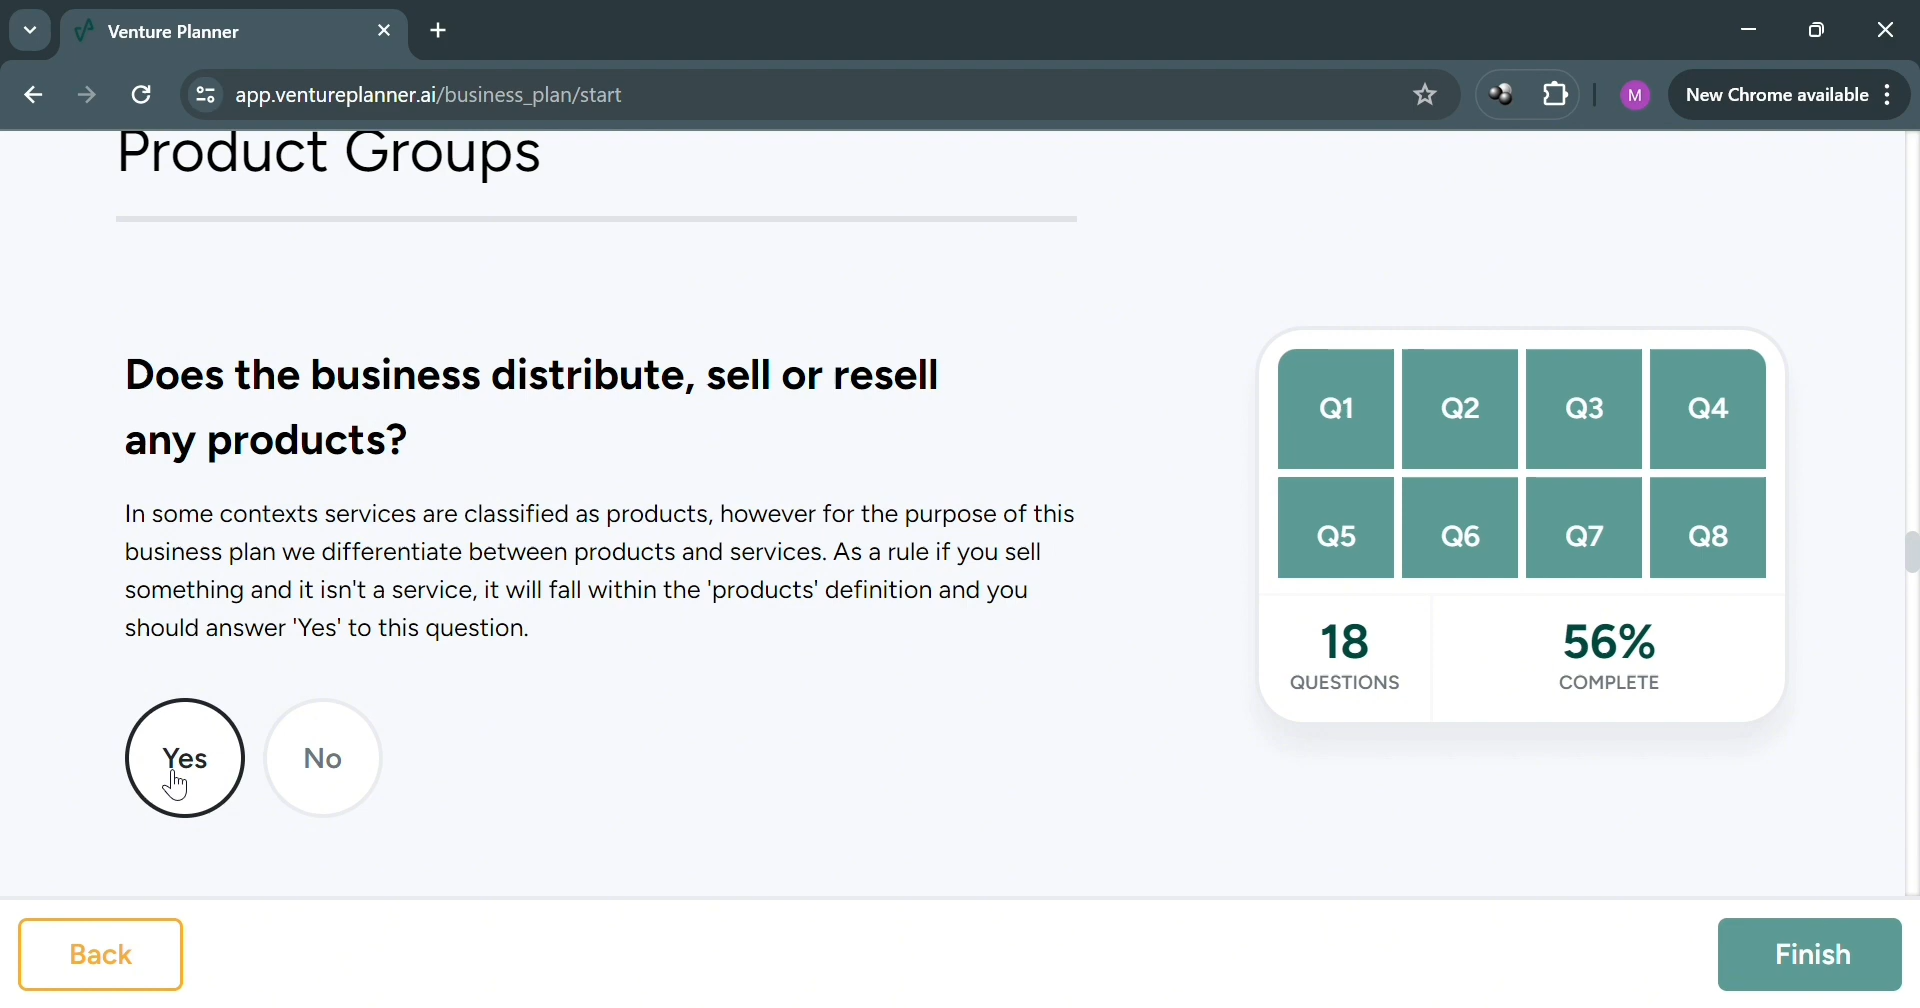 Venture Planner
app.ventureplanner.ai/business_plan/start
M
New Chrome available
Product Groups
Does the business distribute, sell or resell
any products?
In some contexts services are classified as products, however for the purpose of this
business plan we differentiate between products and services. As a rule if you sell
something and it isn't a service, it will fall within the 'products' definition and you
should answer 'Yes' to this question.
Yes
No
Q1
Q2
Q3
Q4
Q5
Q6
Q7
Q8
18
QUESTIONS
56%
COMPLETE
Back
Finish